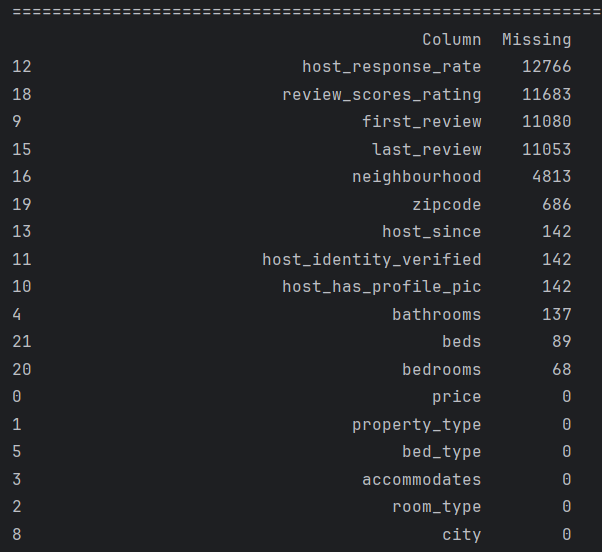 ============================================================
Column Missing
12 host_response_rate 12766
18 review_scores_rating 11683
9 first_review 11080
15 last_review 11053
16 neighbourhood 4813
19 zipcode 686
13 host_since 142
11 host_identity_verified 142
10 host_has_profile_pic 142
4 bathrooms 137
21 beds 89
20 bedrooms 68
0 price 0
1 property_type 0
5 bed_type 0
3 accommodates 0
2 room_type 0
8 city 0